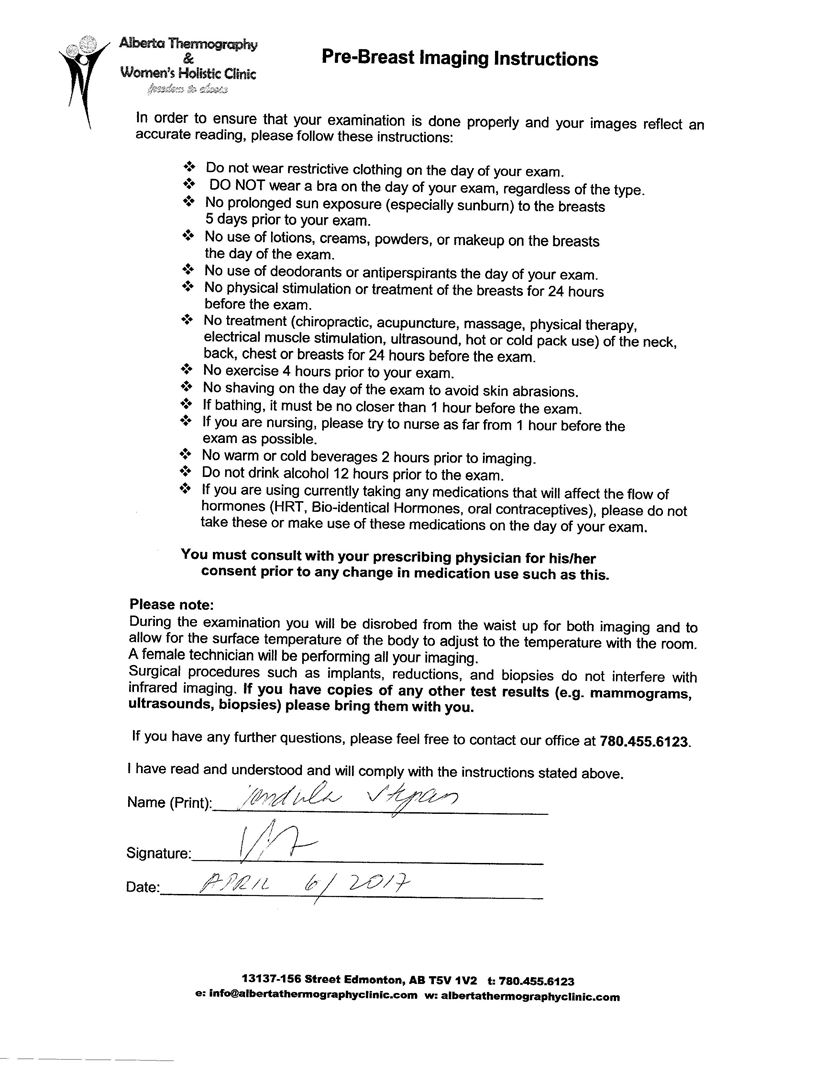 Alberta Thermography
&
Women's Holistic Clinic
freedom to choose
Pre-Breast Imaging Instructions
In order to ensure that your examination is done properly and your images reflect an
accurate reading, please follow these instructions:
❖ Do not wear restrictive clothing on the day of your exam.
❖ DO NOT wear a bra on the day of your exam, regardless of the type.
❖ No prolonged sun exposure (especially sunburn) to the breasts
5 days prior to your exam.
❖ No use of lotions, creams, powders, or makeup on the breasts
the day of the exam.
❖ No use of deodorants or antiperspirants the day of your exam.
❖ No physical stimulation or treatment of the breasts for 24 hours
before the exam.
❖ No treatment (chiropractic, acupuncture, massage, physical therapy,
electrical muscle stimulation, ultrasound, hot or cold pack use) of the neck,
back, chest or breasts for 24 hours before the exam.
❖ No exercise 4 hours prior to your exam.
❖ No shaving on the day of the exam to avoid skin abrasions.
❖ If bathing, it must be no closer than 1 hour before the exam.
❖ If you are nursing, please try to nurse as far from 1 hour before the
exam as possible.
❖ No warm or cold beverages 2 hours prior to imaging.
❖ Do not drink alcohol 12 hours prior to the exam.
❖ If you are using currently taking any medications that will affect the flow of
hormones (HRT, Bio-identical Hormones, oral contraceptives), please do not
take these or make use of these medications on the day of your exam.
You must consult with your prescribing physician for his/her
consent prior to any change in medication use such as this.
Please note:
During the examination you will be disrobed from the waist up for both imaging and to
allow for the surface temperature of the body to adjust to the temperature with the room.
A female technician will be performing all your imaging.
Surgical procedures such as implants, reductions, and biopsies do not interfere with
infrared imaging. If you have copies of any other test results (e.g. mammograms,
ultrasounds, biopsies) please bring them with you.
If you have any further questions, please feel free to contact our office at 780.455.6123.
I have read and understood and will comply with the instructions stated above.
Name (Print):
Signature:
Date: APRIL 6/2017
13137-156 Street Edmonton, AB T5V 1V2 t: 780.455.6123
e: info@albertathermographyclinic.com w: albertathermographyclinic.com